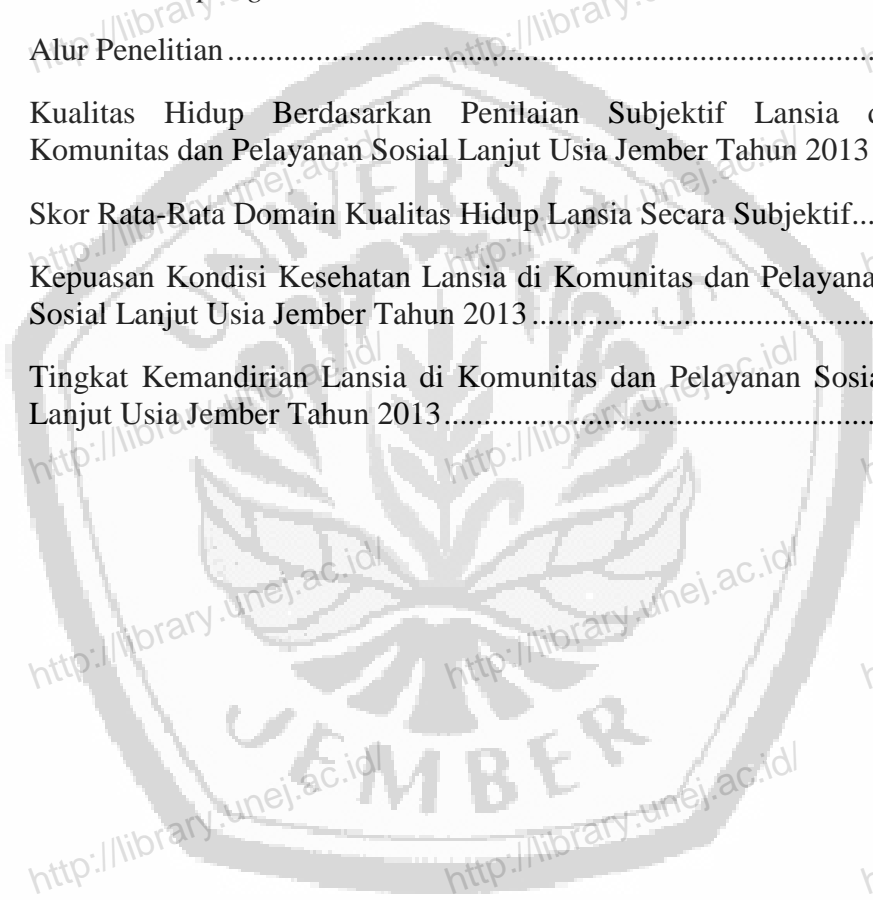 Alur Penelitian ........................................................................
Kualitas Hidup Berdasarkan Penilaian Subjektif Lansia
Komunitas dan Pelayanan Sosial Lanjut Usia Jember Tahun 2013
Skor Rata-Rata Domain Kualitas Hidup Lansia Secara Subjektif...
Kepuasan Kondisi Kesehatan Lansia di Komunitas dan
Sosial Lanjut Usia Jember Tahun 2013 ..........................................
Tingkat Kemandirian Lansia di Komunitas dan Pelayanan
Lanjut Usia Jember Tahun 2013 .....................................................
UNIVERSITAS
JEMBER
http://library.unej.ac.id/
http://library.unej.ac.id/
http://library.unej.ac.id/
http://library.unej.ac.id/
http://library.unej.ac.id/
http://library.unej.ac.id/